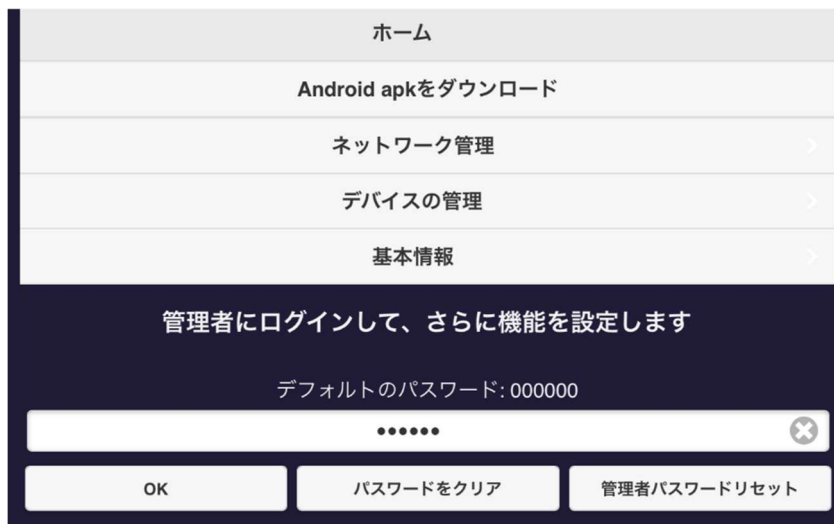 ホーム
Android apkをダウンロード
ネットワーク管理
デバイスの管理
基本情報
管理者にログインして、さらに機能を設定します
デフォルトのパスワード: 000000
••••••
OK
パスワードをクリア
管理者パスワードリセット